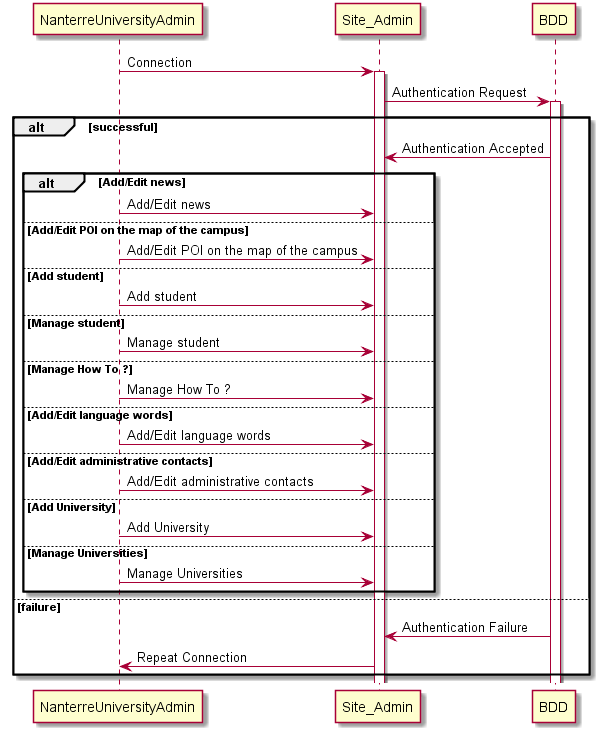 NanterreUniversityAdmin Site_Admin BDD
Connection
Authentication Request
alt [successful]
Authentication Accepted
alt [Add/Edit news]
Add/Edit news
[Add/Edit POI on the map of the campus]
Add/Edit POI on the map of the campus
[Add student]
Add student
[Manage student]
Manage student
[Manage How To ?]
Manage How To ?
[Add/Edit language words]
Add/Edit language words
[Add/Edit administrative contacts]
Add/Edit administrative contacts
[Add University]
Add University
[Manage Universities]
Manage Universities
[failure]
Authentication Failure
Repeat Connection
NanterreUniversityAdmin Site_Admin BDD